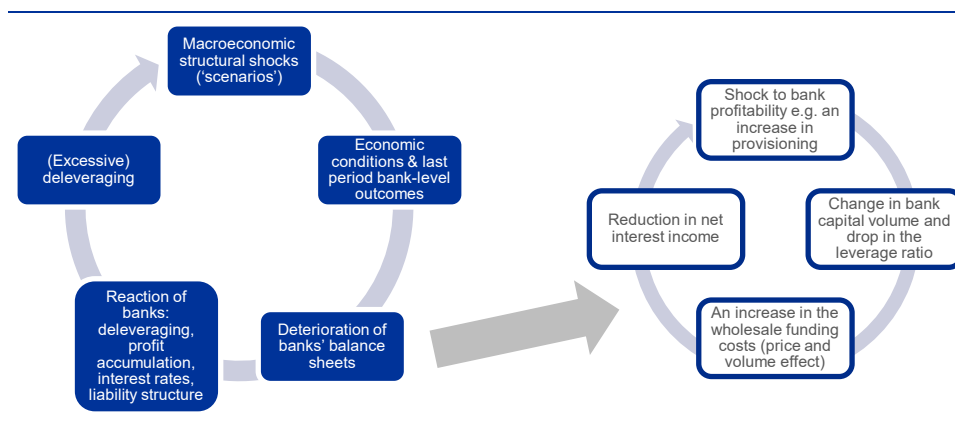 Macroeconomic
structural shocks
(‘scenarios’)
Economic
conditions & last
period bank-level
outcomes
Deterioration of
banks’ balance
sheets
Reaction of
banks:
deleveraging,
profit
accumulation,
interest rates,
liability structure
(Excessive)
deleveraging
Shock to bank
profitability e.g. an
increase in
provisioning
Change in bank
capital volume and
drop in the
leverage ratio
An increase in the
wholesale funding
costs (price and
volume effect)
Reduction in net
interest income